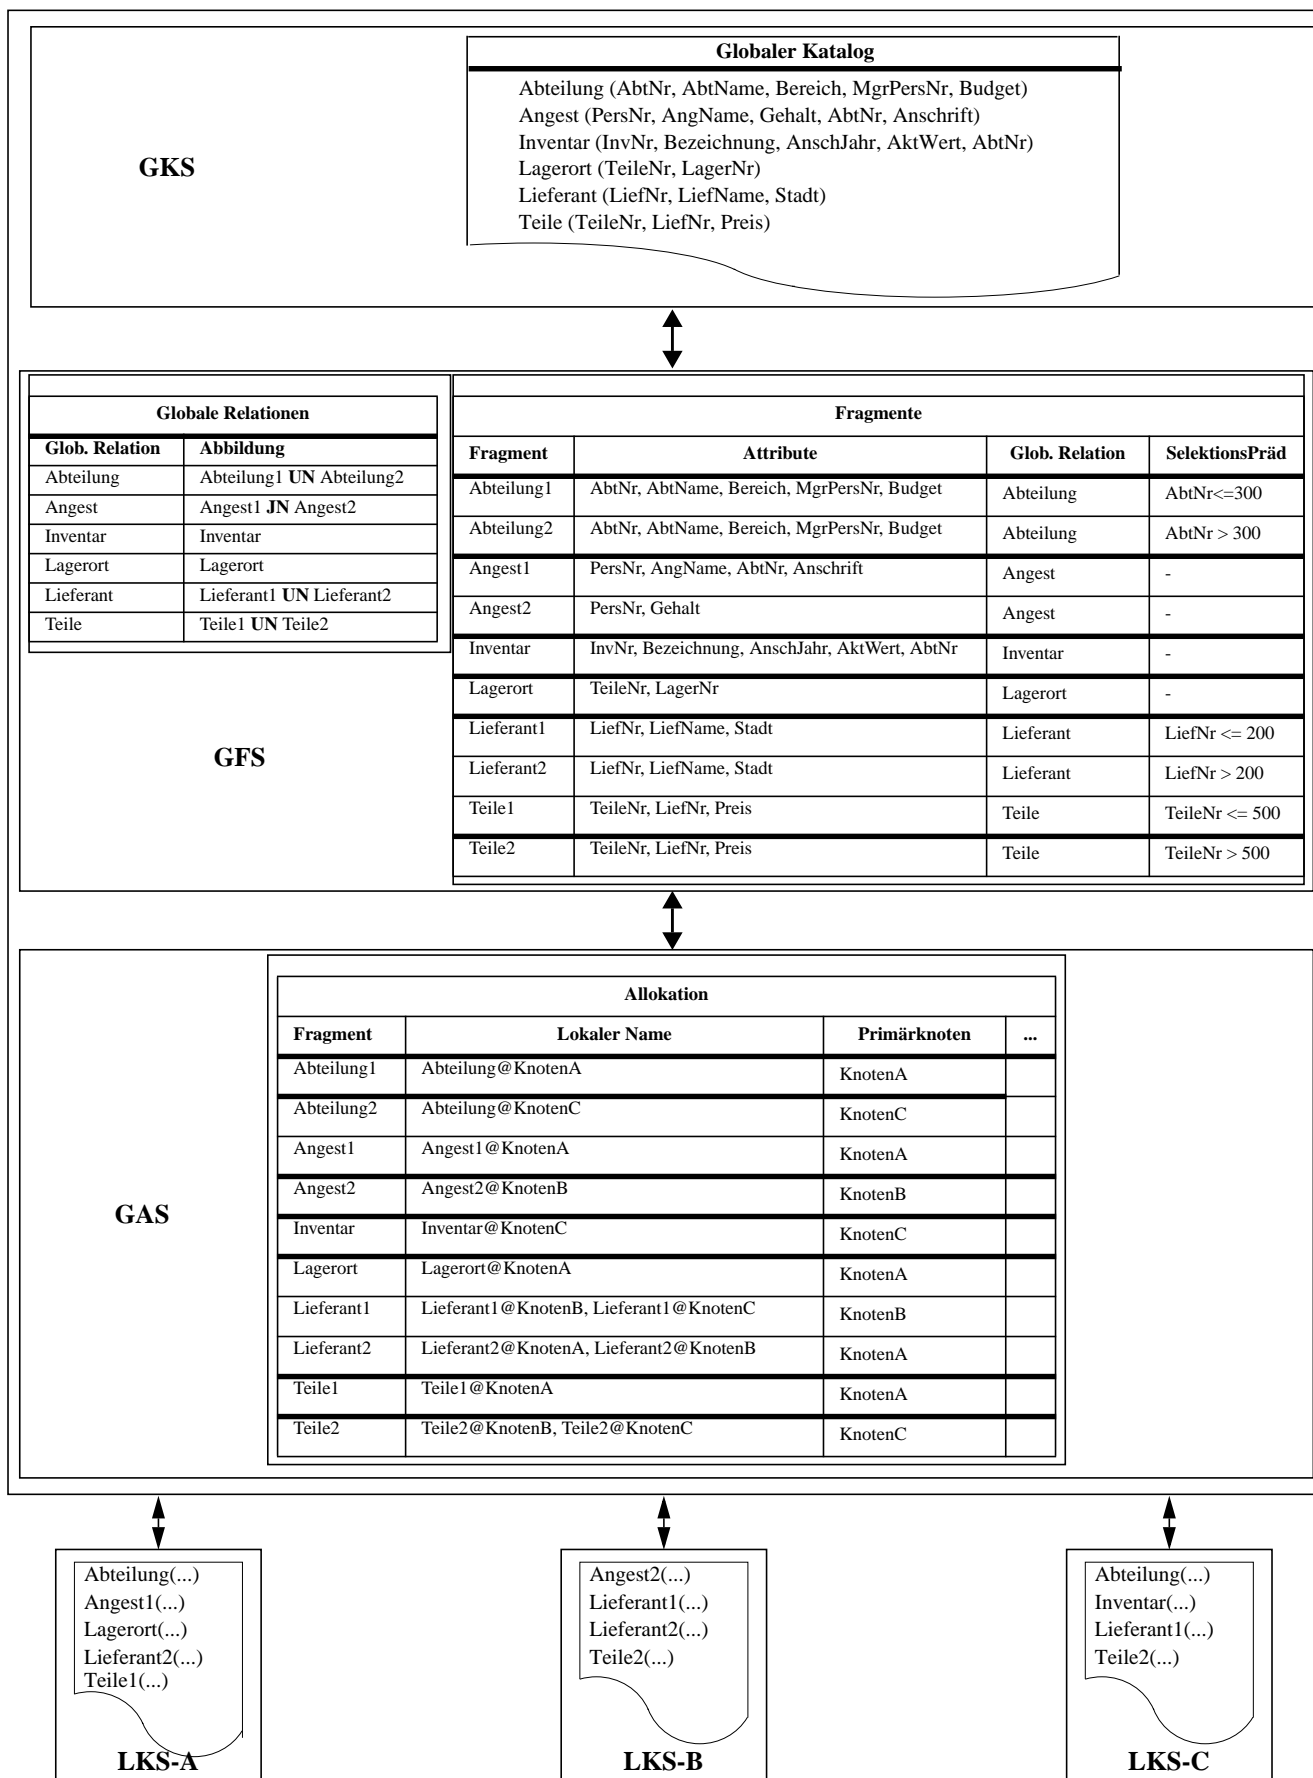 Globaler Katalog
Abteilung (AbtNr, AbtName, Bereich, MgrPersNr, Budget)
Angest (PersNr, AngName, Gehalt, AbtNr, Anschrift)
Inventar (InvNr, Bezeichnung, AnschJahr, AktWert, AbtNr)
Lagerort (TeileNr, LagerNr)
Lieferant (LiefNr, LiefName, Stadt)
Teile (TeileNr, LiefNr, Preis)
GKS
Globale Relationen
Glob. Relation Abbildung
Abteilung Abteilung1 UN Abteilung2
Angest Angest1 JN Angest2
Inventar Inventar
Lagerort Lagerort
Lieferant Lieferant1 UN Lieferant2
Teile Teile1 UN Teile2
GFS
Fragmente
Fragment Attribute Glob. Relation SelektionsPräd
Abteilung1 AbtNr, AbtName, Bereich, MgrPersNr, Budget Abteilung AbtNr<=300
Abteilung2 AbtNr, AbtName, Bereich, MgrPersNr, Budget Abteilung AbtNr > 300
Angest1 PersNr, AngName, AbtNr, Anschrift Angest -
Angest2 PersNr, Gehalt Angest -
Inventar InvNr, Bezeichnung, AnschJahr, AktWert, AbtNr Inventar -
Lagerort TeileNr, LagerNr Lagerort -
Lieferant1 LiefNr, LiefName, Stadt Lieferant LiefNr <= 200
Lieferant2 LiefNr, LiefName, Stadt Lieferant LiefNr > 200
Teile1 TeileNr, LiefNr, Preis Teile TeileNr <= 500
Teile2 TeileNr, LiefNr, Preis Teile TeileNr > 500
GAS
Allokation
Fragment Lokaler Name Primärknoten ...
Abteilung1 Abteilung@KnotenA KnotenA
Abteilung2 Abteilung@KnotenC KnotenC
Angest1 Angest1@KnotenA KnotenA
Angest2 Angest2@KnotenB KnotenB
Inventar Inventar@KnotenC KnotenC
Lagerort Lagerort@KnotenA KnotenA
Lieferant1 Lieferant1@KnotenB, Lieferant1@KnotenC KnotenB
Lieferant2 Lieferant2@KnotenA, Lieferant2@KnotenB KnotenA
Teile1 Teile1@KnotenA KnotenA
Teile2 Teile2@KnotenB, Teile2@KnotenC KnotenC
Abteilung(...)
Angest1(...)
Lagerort(...)
Lieferant2(...)
Teile1(...)
LKS-A
Angest2(...)
Lieferant1(...)
Lieferant2(...)
Teile2(...)
LKS-B
Abteilung(...)
Inventar(...)
Lieferant1(...)
Teile2(...)
LKS-C